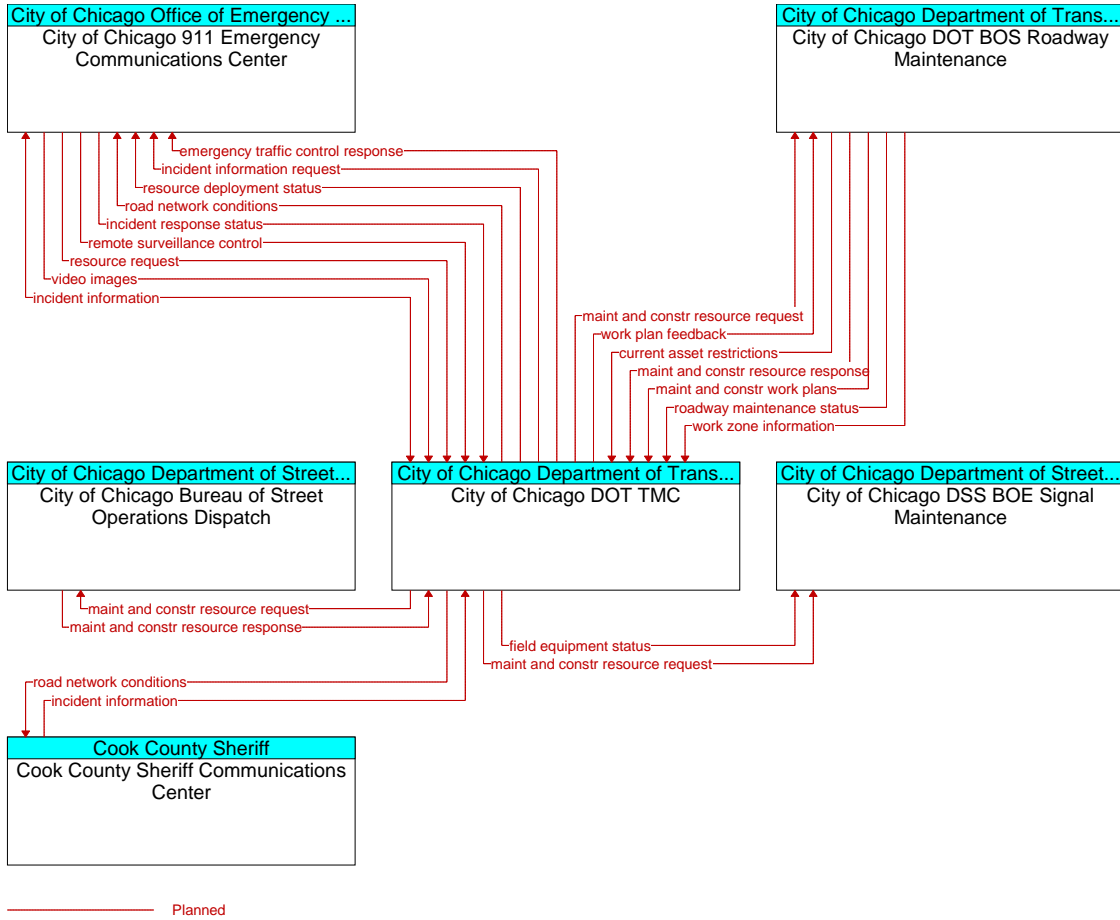 City of Chicago Office of Emergency ...
City of Chicago 911 Emergency
Communications Center
City of Chicago Department of Trans...
City of Chicago DOT BOS Roadway
Maintenance
emergency traffic control response
incident information request
resource deployment status
road network conditions
incident response status
remote surveillance control
resource request
video images
incident information
maint and constr resource request
work plan feedback
current asset restrictions
maint and constr resource response
maint and constr work plans
roadway maintenance status
work zone information
City of Chicago Department of Street...
City of Chicago Bureau of Street
Operations Dispatch
City of Chicago Department of Trans...
City of Chicago DOT TMC
City of Chicago Department of Street...
City of Chicago DSS BOE Signal
Maintenance
maint and constr resource request
maint and constr resource response
field equipment status
maint and constr resource request
road network conditions
incident information
Cook County Sheriff
Cook County Sheriff Communications
Center
Planned